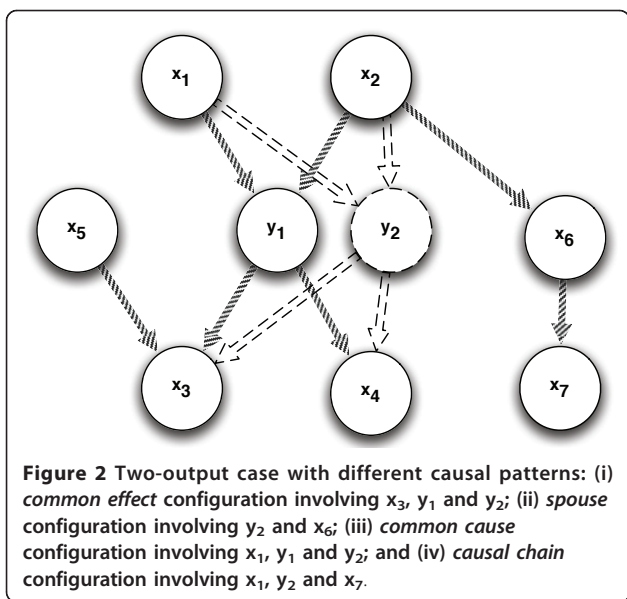 x1 x2
x5 y1 y2 x6
x3 x4 x7
Figure 2 Two-output case with different causal patterns: (i)
common effect configuration involving x3, y1 and y2; (ii) spouse
configuration involving y2 and x6; (iii) common cause
configuration involving x1, y1 and y2; and (iv) causal chain
configuration involving x1, y2 and x7.